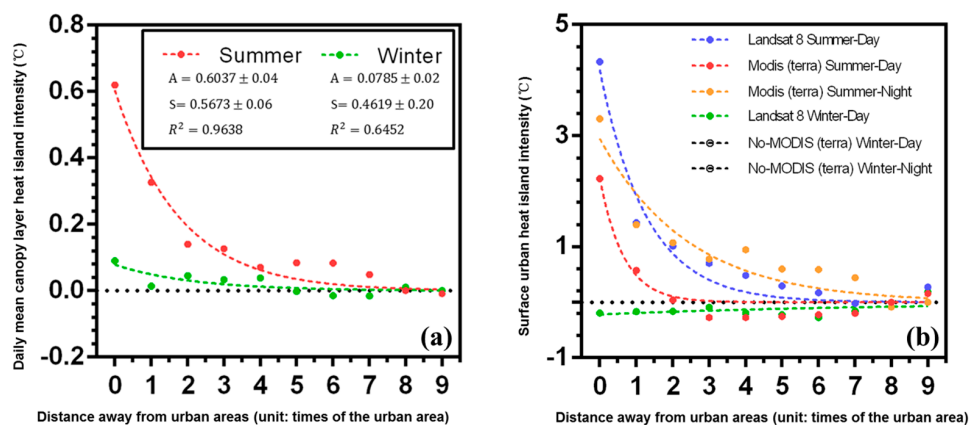 Daily mean canopy layer heat island intensity (℃)
0.6
0.4
0.2
0.0
-0.2
Summer Winter
A = 0.6037 ± 0.04 A = 0.0785 ± 0.02
S= 0.5673 ± 0.06 S= 0.4619 ± 0.20
R² = 0.9638 R² = 0.6452
(a)
0 1 2 3 4 5 6 7 8 9
Distance away from urban areas (unit: times of the urban area)
Surface urban heat island intensity (℃)
5
3
1
-1
Landsat 8 Summer-Day
Modis (terra) Summer-Day
Modis (terra) Summer-Night
Landsat 8 Winter-Day
No-MODIS (terra) Winter-Day
No-MODIS (terra) Winter-Night
(b)
0 1 2 3 4 5 6 7 8 9
Distance away from urban areas (unit: times of the urban area)